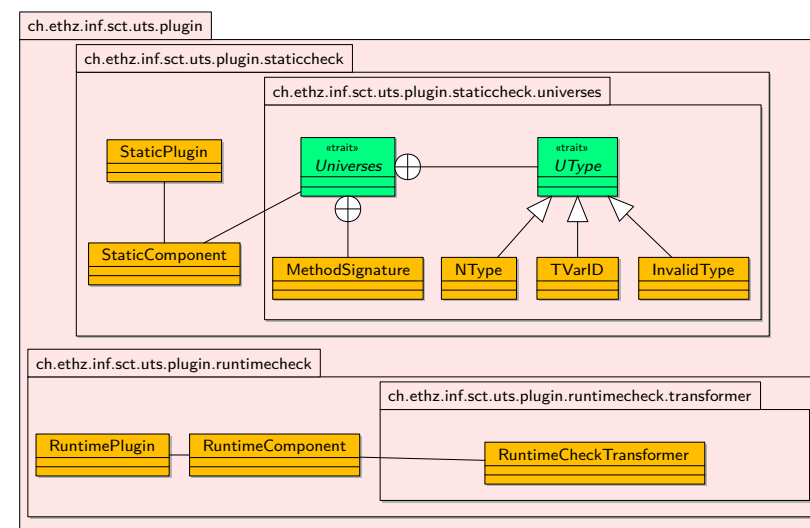 ch.ethz.inf.sct.uts.plugin
ch.ethz.inf.sct.uts.plugin.staticcheck
ch.ethz.inf.sct.uts.plugin.staticcheck.universes
StaticPlugin
«trait»
Universes
«trait»
UType
StaticComponent
MethodSignature
NType
TVarID
InvalidType
ch.ethz.inf.sct.uts.plugin.runtimecheck
ch.ethz.inf.sct.uts.plugin.runtimecheck.transformer
RuntimePlugin
RuntimeComponent
RuntimeCheckTransformer